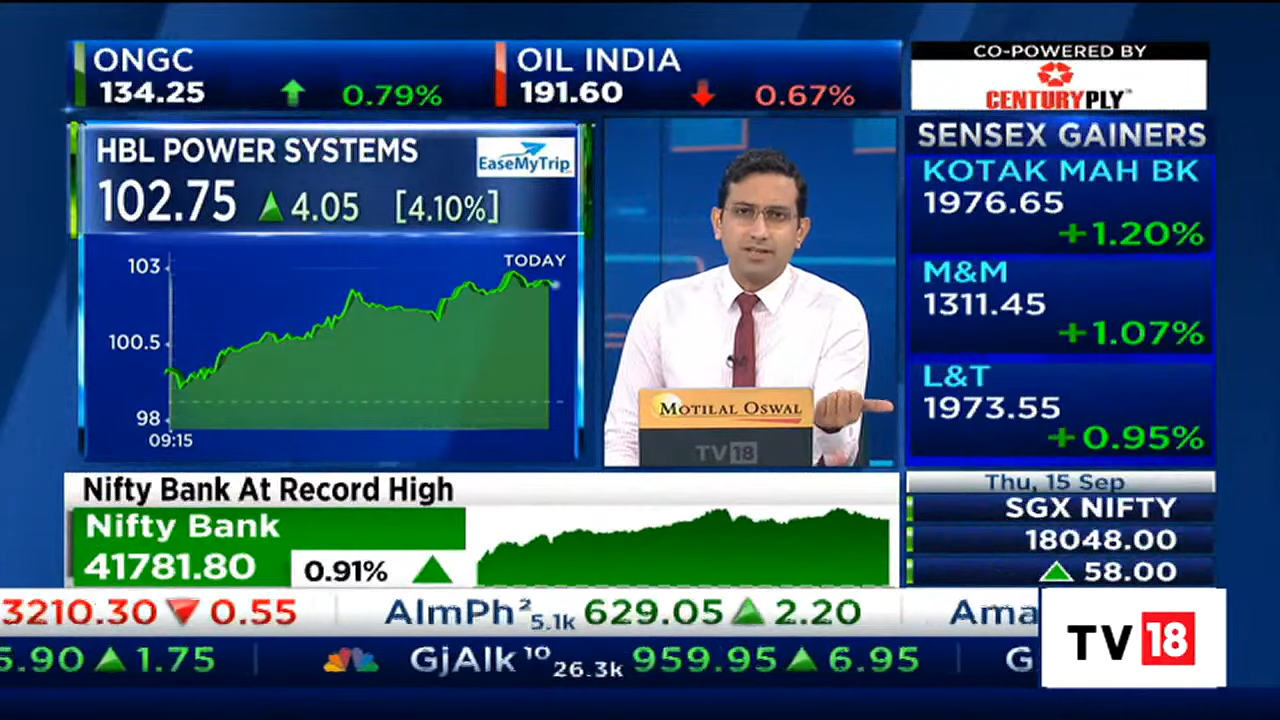 ONGC
134.25 0.79%
OIL INDIA
191.60 0.67%
CO-POWERED BY
CENTURYPLY
HBL POWER SYSTEMS
EaseMyTrip
102.75 4.05 [4.10%]
TODAY
103
100.5
98
09:15
MOTILAL OSWAL
TV18
SENSEX GAINERS
KOTAK MAH BK
1976.65
+1.20%
M&M
1311.45
+1.07%
L&T
1973.55
+0.95%
Nifty Bank At Record High
Nifty Bank
41781.80 0.91%
Thu, 15 Sep
SGX NIFTY
18048.00
58.00
3210.30 0.55 AlmPh² 5.1k 629.05 2.20 Ama
5.90 1.75 GjAlk¹⁰ 26.3k 959.95 6.95 G
TV18